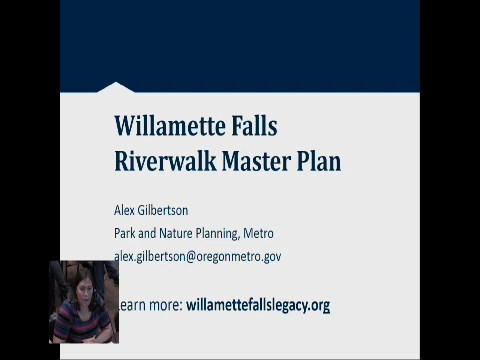 Willamette Falls
Riverwalk Master Plan
Alex Gilbertson
Park and Nature Planning, Metro
alex.gilbertson@oregonmetro.gov
earn more: willamettefallslegacy.org